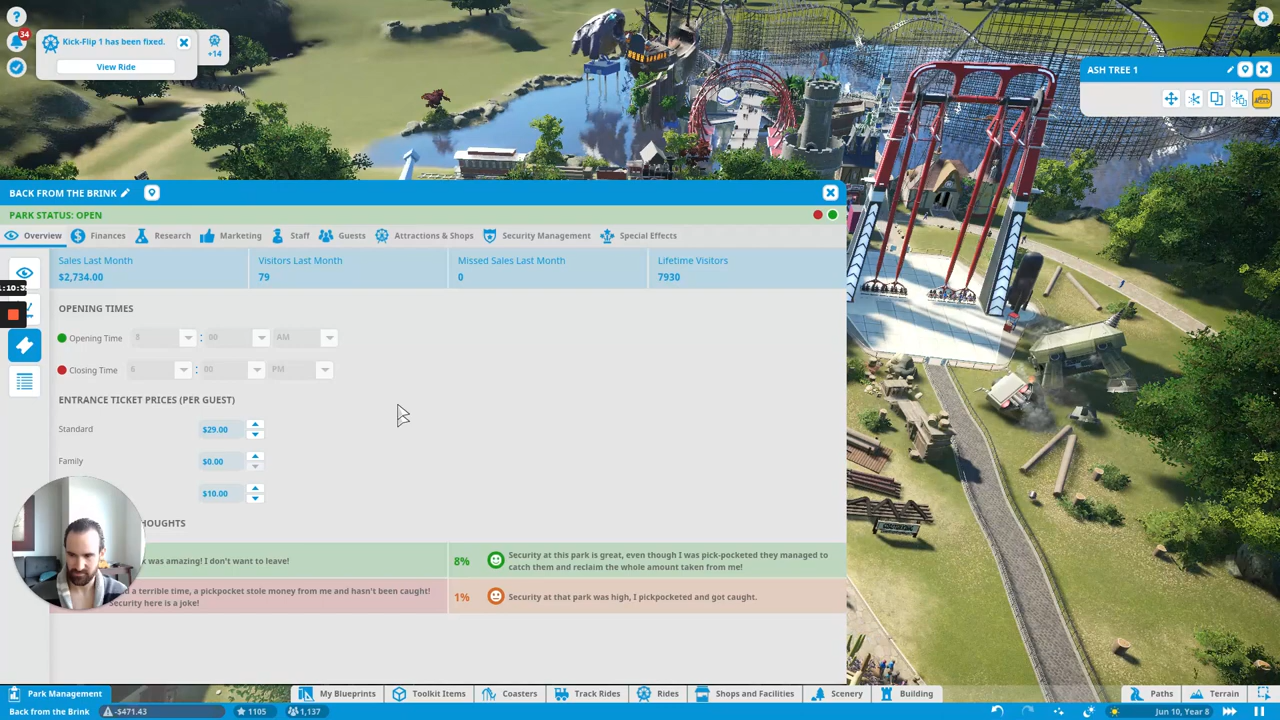 ?
34
Kick-Flip 1 has been fixed.
+14
View Ride
ASH TREE 1
BACK FROM THE BRINK
PARK STATUS: OPEN
Overview Finances Research Marketing Staff Guests Attractions & Shops Security Management Special Effects
Sales Last Month Visitors Last Month Missed Sales Last Month Lifetime Visitors
$2,734.00 79 0 7930
OPENING TIMES
Opening Time 8 : 00 AM
Closing Time 6 : 00 PM
ENTRANCE TICKET PRICES (PER GUEST)
Standard $29.00
Family $0.00
$10.00
HOUGHTS
was amazing! I don't want to leave!
8% Security at this park is great, even though I was pick-pocketed they managed to
catch them and reclaim the whole amount taken from me!
a terrible time, a pickpocket stole money from me and hasn't been caught!
Security here is a joke!
1% Security at that park was high, I pickpocketed and got caught.
Park Management My Blueprints Toolkit Items Coasters Track Rides Rides Shops and Facilities Scenery Building Paths Terrain
Back from the Brink -$471.43 1105 1,137 Jun 10, Year 8